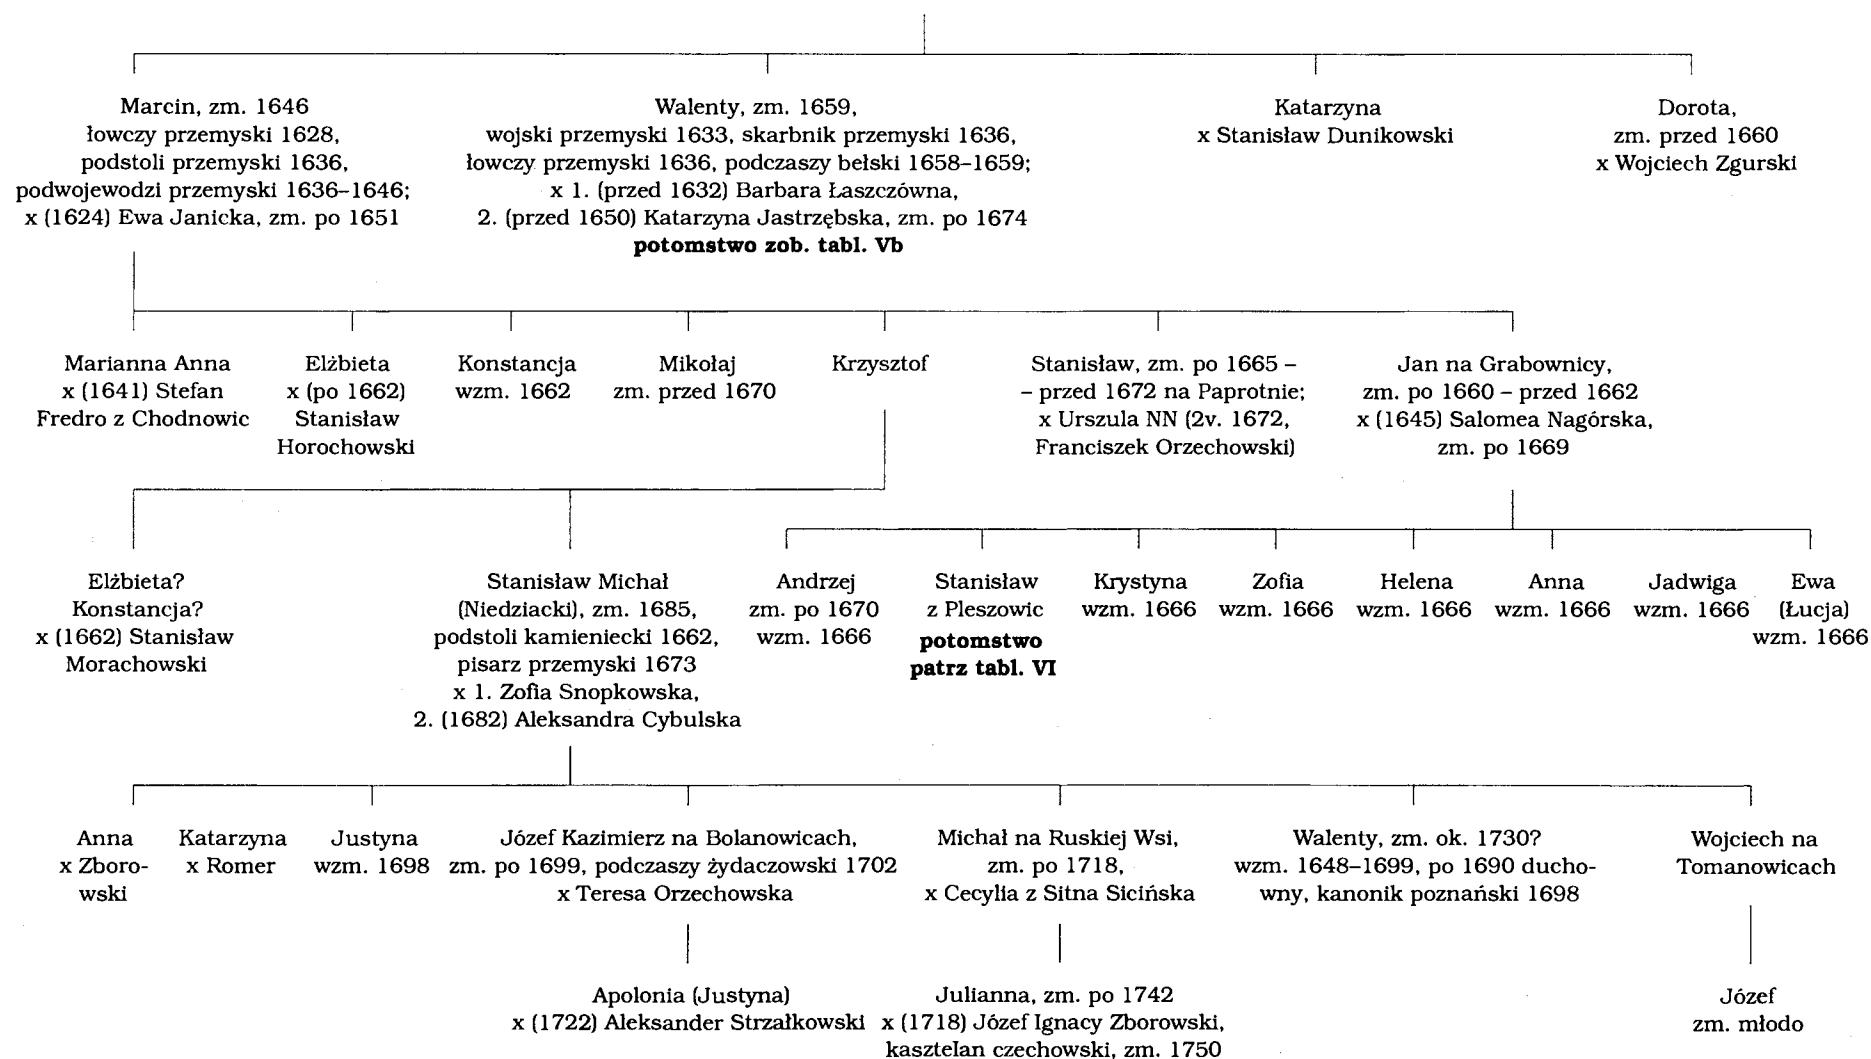 Marcin, zm. 1646
łowczy przemyski 1628,
podstoli przemyski 1636,
podwojewodzi przemyski 1636–1646;
x (1624) Ewa Janicka, zm. po 1651
Walenty, zm. 1659,
wojski przemyski 1633, skarbnik przemyski 1636,
łowczy przemyski 1636, podczaszy bełski 1658–1659;
x 1. (przed 1632) Barbara Łaszczówna,
2. (przed 1650) Katarzyna Jastrzębska, zm. po 1674
potomstwo zob. tabl. Vb
Katarzyna
x Stanisław Dunikowski
Dorota,
zm. przed 1660
x Wojciech Zgurski
Marianna Anna
x (1641) Stefan
Fredro z Chodnowic
Elżbieta
x (po 1662)
Stanisław
Horochowski
Konstancja
wzm. 1662
Mikołaj
zm. przed 1670
Krzysztof
Stanisław, zm. po 1665 –
– przed 1672 na Paprotnie;
x Urszula NN (2v. 1672,
Franciszek Orzechowski)
Jan na Grabownicy,
zm. po 1660 – przed 1662
x (1645) Salomea Nagórska,
zm. po 1669
Elżbieta?
Konstancja?
x (1662) Stanisław
Morachowski
Stanisław Michał
(Niedziacki), zm. 1685,
podstoli kamieniecki 1662,
pisarz przemyski 1673
x 1. Zofia Snopkowska,
2. (1682) Aleksandra Cybulska
Andrzej
zm. po 1670
wzm. 1666
Stanisław
z Pleszowic
potomstwo
patrz tabl. VI
Krystyna
wzm. 1666
Zofia
wzm. 1666
Helena
wzm. 1666
Anna
wzm. 1666
Jadwiga
wzm. 1666
Ewa
(Łucja)
wzm. 1666
Anna
x Zboro-
wski
Katarzyna
x Romer
Justyna
wzm. 1698
Józef Kazimierz na Bolanowicach,
zm. po 1699, podczaszy żydaczowski 1702
x Teresa Orzechowska
Michał na Ruskiej Wsi,
zm. po 1718,
x Cecylia z Sitna Sicińska
Walenty, zm. ok. 1730?
wzm. 1648–1699, po 1690 ducho-
wny, kanonik poznański 1698
Wojciech na
Tomanowicach
Apolonia (Justyna)
x (1722) Aleksander Strzałkowski
Julianna, zm. po 1742
x (1718) Józef Ignacy Zborowski,
kasztelan czechowski, zm. 1750
Józef
zm. młodo